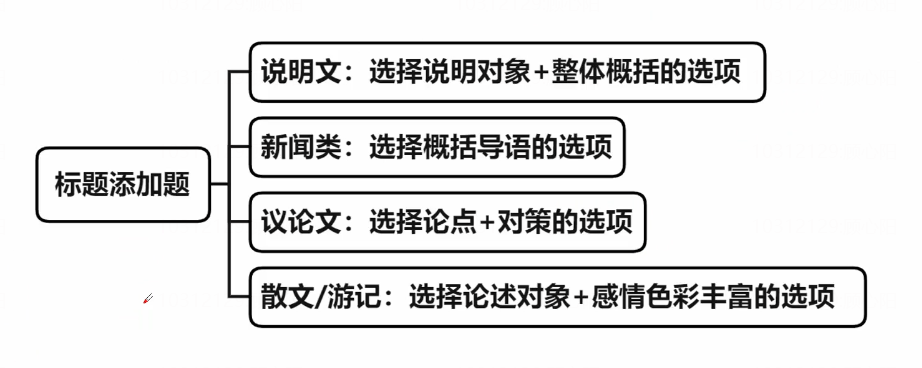 标题添加题
说明文：选择说明对象+整体概括的选项
新闻类：选择概括导语的选项
议论文：选择论点+对策的选项
散文/游记：选择论述对象+感情色彩丰富的选项